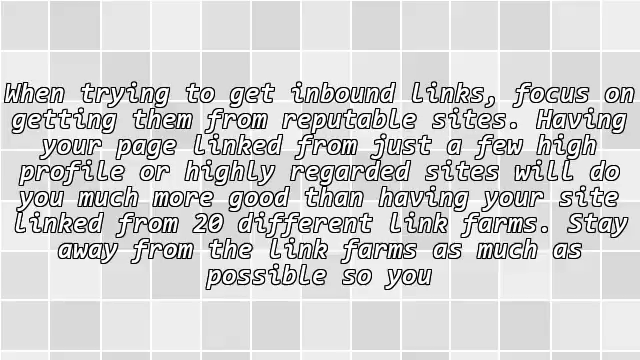 When trying to get inbound links, focus on
getting them from reputable sites. Having
your page linked from just a few high
profile or highly regarded sites will do
you much more good than having your site
linked from 20 different link farms. Stay
away from the link farms as much as
possible so you